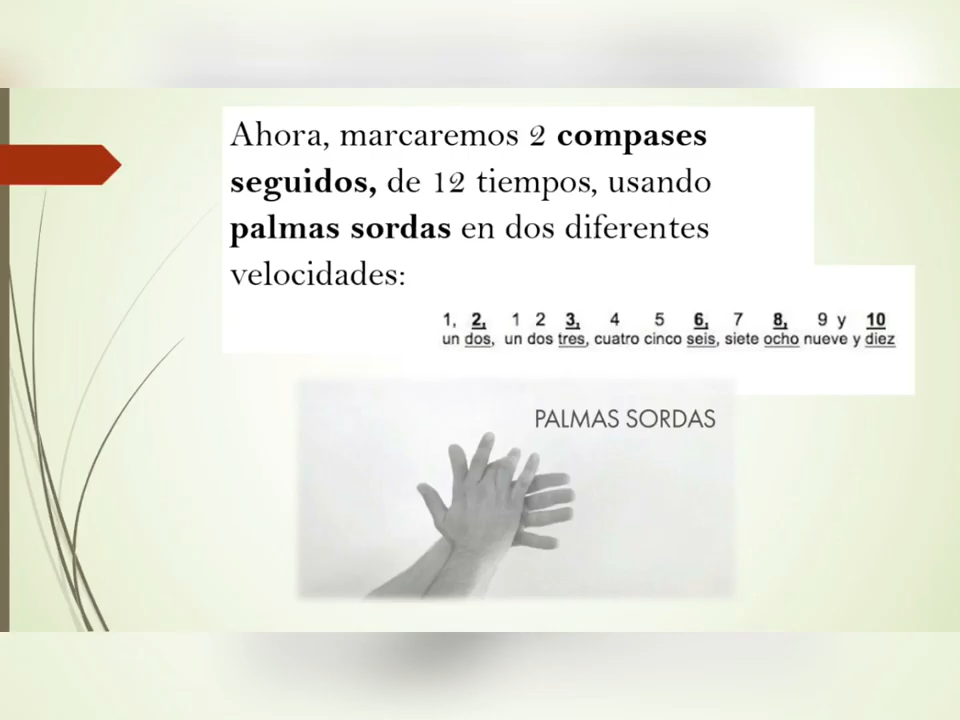 Ahora, marcaremos 2 compases
seguidos, de 12 tiempos, usando
palmas sordas en dos diferentes
velocidades:
1, 2, 1 2 3, 4 5 6, 7 8, 9 y 10
un dos, un dos tres, cuatro cinco seis, siete ocho nueve y diez
PALMAS SORDAS